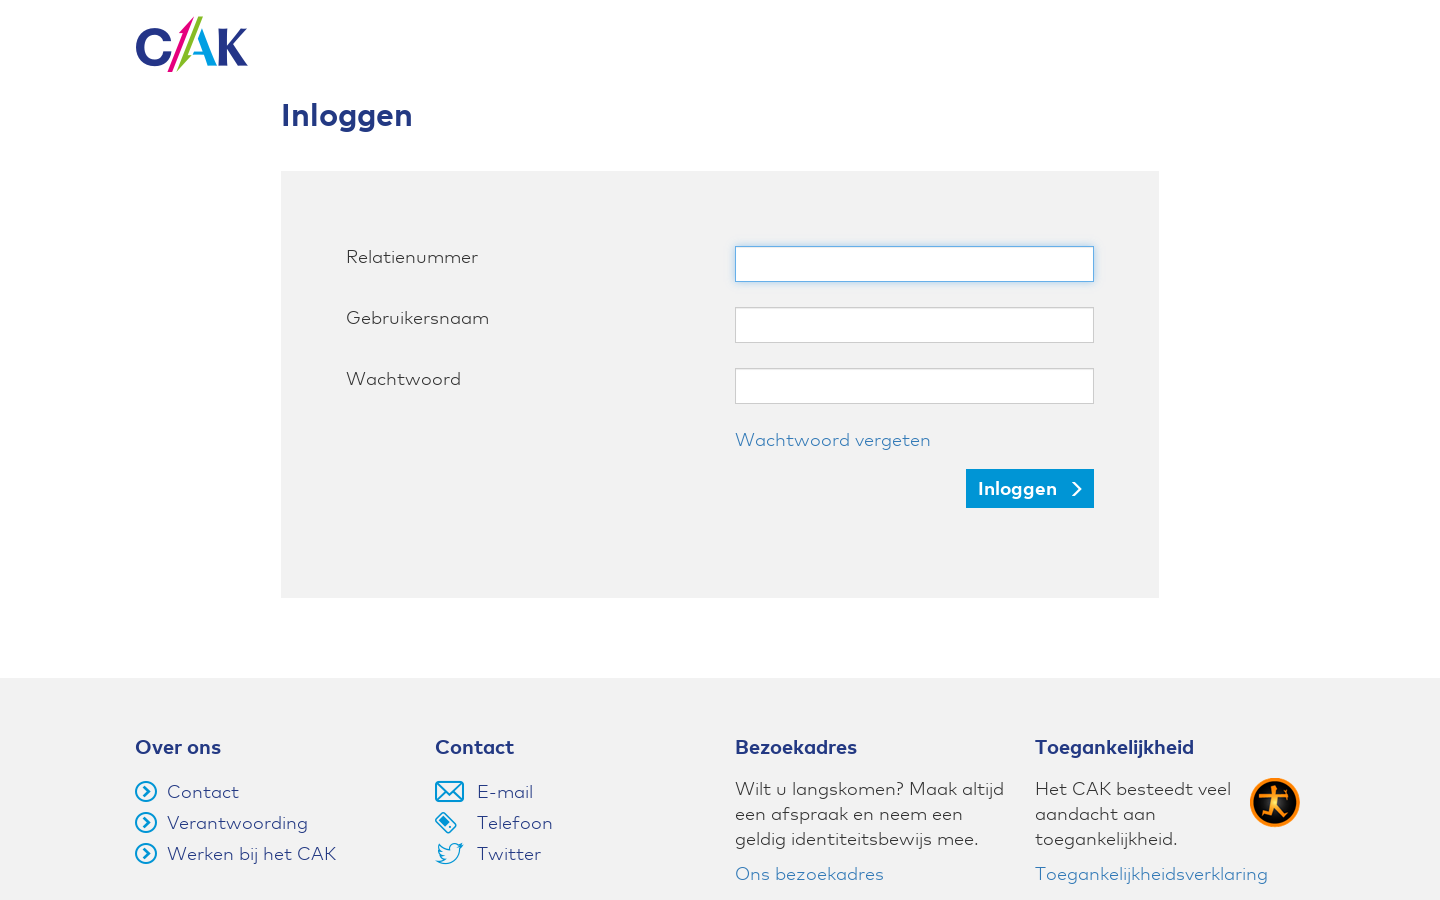 CAK
Inloggen
Relatienummer
Gebruikersnaam
Wachtwoord
Wachtwoord vergeten
Inloggen
Over ons
Contact
Verantwoording
Werken bij het CAK
Contact
E-mail
Telefoon
Twitter
Bezoekadres
Wilt u langskomen? Maak altijd
een afspraak en neem een
geldig identiteitsbewijs mee.
Ons bezoekadres
Toegankelijkheid
Het CAK besteedt veel
aandacht aan
toegankelijkheid.
Toegankelijkheidsverklaring